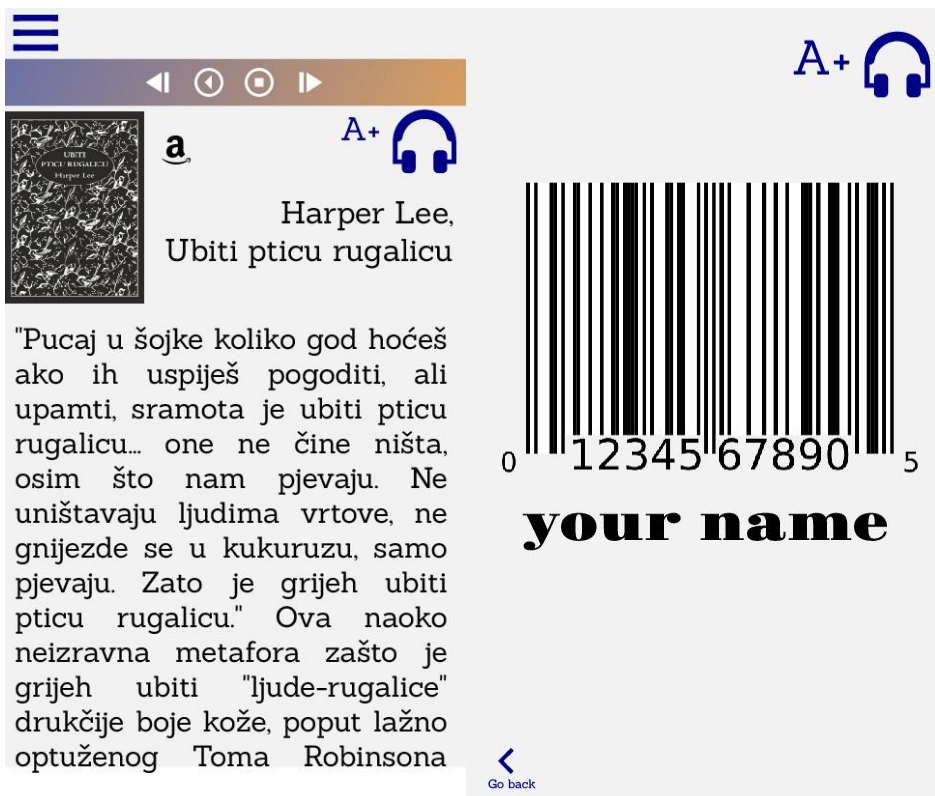 A+
UBITI
PTICU RUGALICU
Harper Lee
a
A+
Harper Lee,
Ubiti pticu rugalicu
"Pucaj u šojke koliko god hoćeš
ako ih uspiješ pogoditi, ali
upamti, sramota je ubiti pticu
rugalicu... one ne čine ništa,
osim što nam pjevaju. Ne
uništavaju ljudima vrtove, ne
gnijezde se u kukuruzu, samo
pjevaju. Zato je grijeh ubiti
pticu rugalicu." Ova naoko
neizravna metafora zašto je
grijeh ubiti "ljude-rugalice"
drukčije boje kože, poput lažno
optuženog Toma Robinsona
0 12345 67890 5
your name
Go back